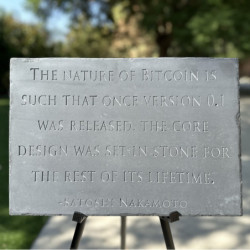 THE NATURE OF BITCOIN IS
SUCH THAT ONCE VERSION 0.1
WAS RELEASED, THE CORE
DESIGN WAS SET IN STONE FOR
THE REST OF ITS LIFETIME.
-SATOSHI NAKAMOTO